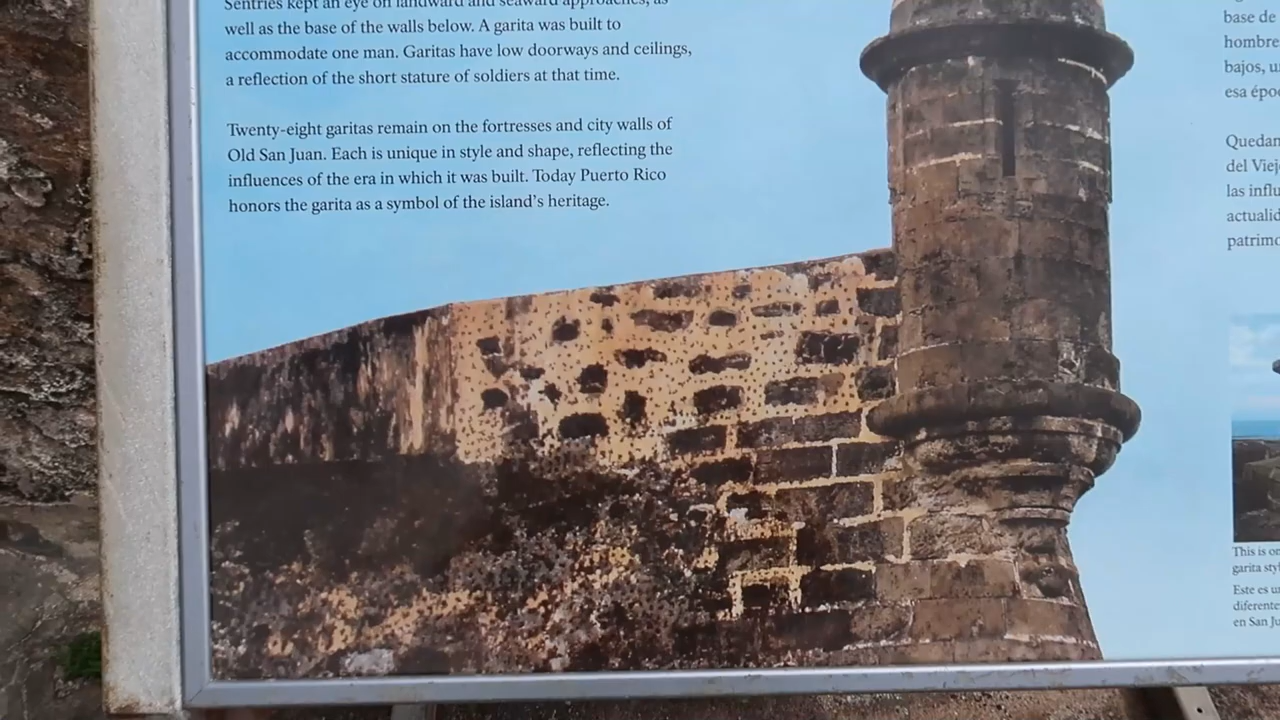 Sentries kept an eye on landward and seaward approaches, as
well as the base of the walls below. A garita was built to
accommodate one man. Garitas have low doorways and ceilings,
a reflection of the short stature of soldiers at that time.
Twenty-eight garitas remain on the fortresses and city walls of
Old San Juan. Each is unique in style and shape, reflecting the
influences of the era in which it was built. Today Puerto Rico
honors the garita as a symbol of the island's heritage.
base de
hombre
bajos, u
esa épo
Quedan
del Viej
las influ
actualid
patrimo
This is o
garita sty
Este es u
diferente
en San Ju